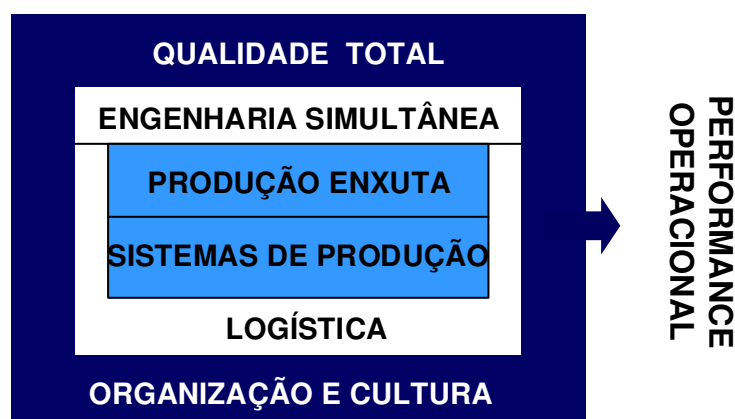 QUALIDADE TOTAL
ENGENHARIA SIMULTÂNEA
PRODUÇÃO ENXUTA
SISTEMAS DE PRODUÇÃO
LOGÍSTICA
ORGANIZAÇÃO E CULTURA
PERFORMANCE
OPERACIONAL